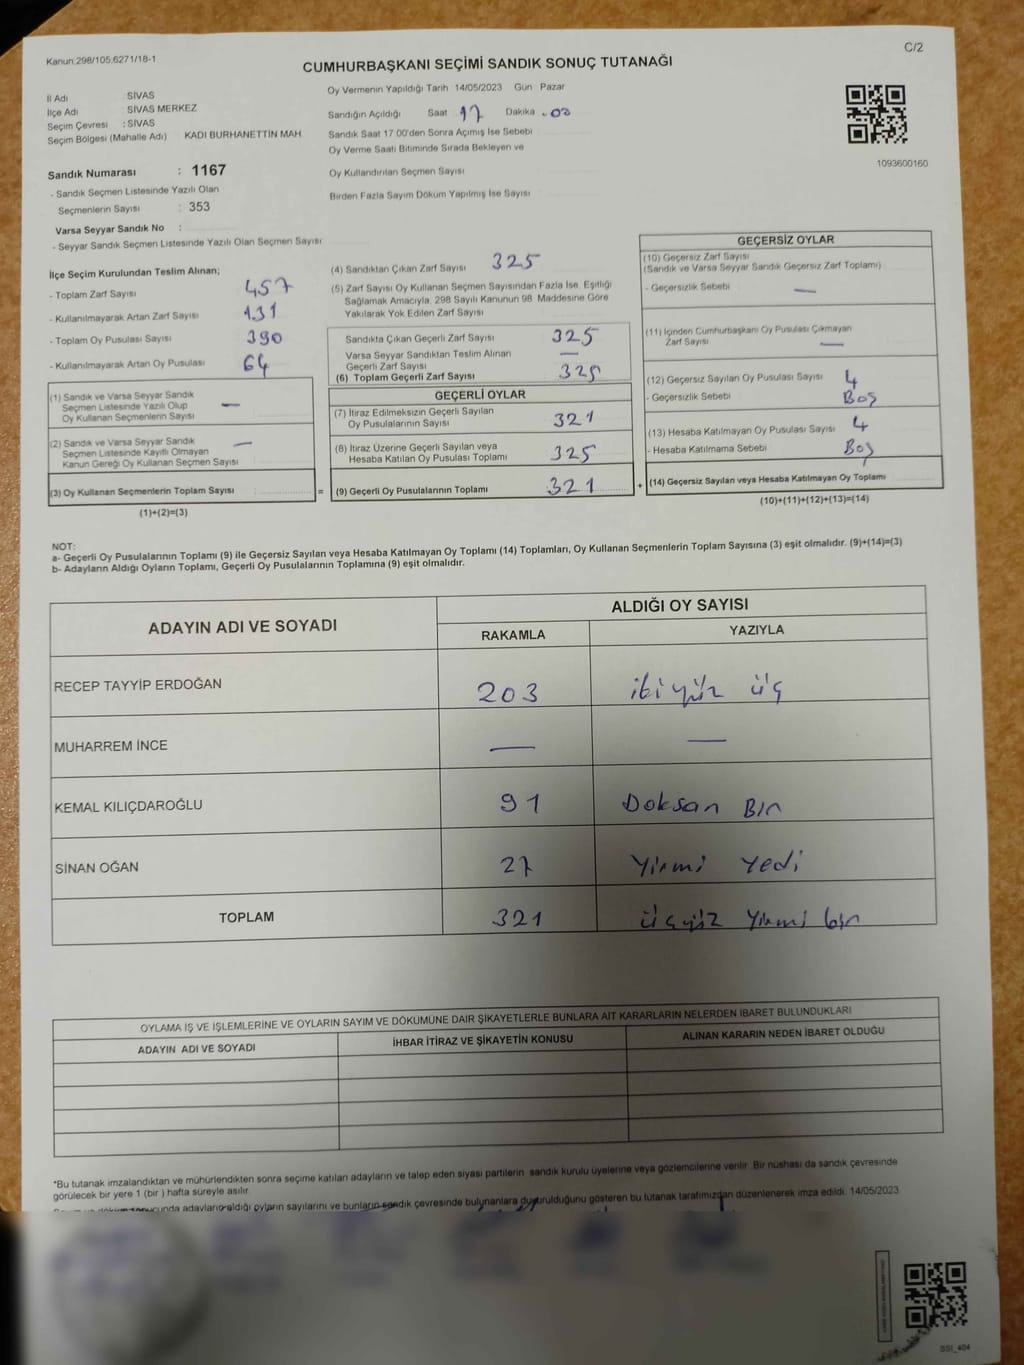 Kanun:298/105;6271/18-1
C/2
CUMHURBAŞKANI SEÇİMİ SANDIK SONUÇ TUTANAĞI
İl Adı : SİVAS
İlçe Adı : SİVAS MERKEZ
Seçim Çevresi : SİVAS
Seçim Bölgesi (Mahalle Adı) KADI BURHANETTİN MAH.
Sandık Numarası : 1167
- Sandık Seçmen Listesinde Yazılı Olan
Seçmenlerin Sayısı : 353
Varsa Seyyar Sandık No :
- Seyyar Sandık Seçmen Listesinde Yazılı Olan Seçmen Sayısı:
Oy Vermenin Yapıldığı Tarih 14/05/2023 Gün Pazar
Sandığın Açıldığı Saat 17 Dakika .00
Sandık Saat 17:00'den Sonra Açımış İse Sebebi
Oy Verme Saati Bitiminde Sırada Bekleyen ve
Oy Kullandırılan Seçmen Sayısı
Birden Fazla Sayım Döküm Yapılmış İse Sayısı
1093600160
İlçe Seçim Kurulundan Teslim Alınan;
- Toplam Zarf Sayısı 457
- Kullanılmayarak Artan Zarf Sayısı 131
- Toplam Oy Pusulası Sayısı 390
- Kullanılmayarak Artan Oy Pusulası 64
(1) Sandık ve Varsa Seyyar Sandık
Seçmen Listesinde Yazılı Olup
Oy Kullanan Seçmenlerin Sayısı —
(2) Sandık ve Varsa Seyyar Sandık
Seçmen Listesinde Kayıtlı Olmayan
Kanun Gereği Oy Kullanan Seçmen Sayısı —
(3) Oy Kullanan Seçmenlerin Toplam Sayısı
(1)+(2)=(3)
=
(4) Sandıktan Çıkan Zarf Sayısı 325
(5) Zarf Sayısı Oy Kullanan Seçmen Sayısından Fazla İse, Eşitliği
Sağlamak Amacıyla, 298 Sayılı Kanunun 98. Maddesine Göre
Yakılarak Yok Edilen Zarf Sayısı
Sandıkta Çıkan Geçerli Zarf Sayısı 325
Varsa Seyyar Sandıktan Teslim Alınan
Geçerli Zarf Sayısı —
(6) Toplam Geçerli Zarf Sayısı 325
GEÇERLİ OYLAR
(7) İtiraz Edilmeksizin Geçerli Sayılan
Oy Pusulalarının Sayısı 321
(8) İtiraz Üzerine Geçerli Sayılan veya
Hesaba Katılan Oy Pusulası Toplamı 325
(9) Geçerli Oy Pusulalarının Toplamı 321
+
GEÇERSİZ OYLAR
(10) Geçersiz Zarf Sayısı
(Sandık ve Varsa Seyyar Sandık Geçersiz Zarf Toplamı)
- Geçersizlik Sebebi —
(11) İçinden Cumhurbaşkanı Oy Pusulası Çıkmayan
Zarf Sayısı —
(12) Geçersiz Sayılan Oy Pusulası Sayısı 4
- Geçersizlik Sebebi Boş
(13) Hesaba Katılmayan Oy Pusulası Sayısı 4
- Hesaba Katılmama Sebebi Boş
(14) Geçersiz Sayılan veya Hesaba Katılmayan Oy Toplamı
(10)+(11)+(12)+(13)=(14)
NOT:
a- Geçerli Oy Pusulalarının Toplamı (9) ile Geçersiz Sayılan veya Hesaba Katılmayan Oy Toplamı (14) Toplamları, Oy Kullanan Seçmenlerin Toplam Sayısına (3) eşit olmalıdır. (9)+(14)=(3)
b- Adayların Aldığı Oyların Toplamı, Geçerli Oy Pusulalarının Toplamına (9) eşit olmalıdır.
ADAYIN ADI VE SOYADI
ALDIĞI OY SAYISI
RAKAMLA YAZIYLA
RECEP TAYYİP ERDOĞAN 203 ikiyüz üç
MUHARREM İNCE — —
KEMAL KILIÇDAROĞLU 91 Doksan Bir
SİNAN OĞAN 27 Yirmi Yedi
TOPLAM 321 üçyüz Yirmi bir
OYLAMA İŞ VE İŞLEMLERİNE VE OYLARIN SAYIM VE DÖKÜMÜNE DAİR ŞİKAYETLERLE BUNLARA AİT KARARLARIN NELERDEN İBARET BULUNDUKLARI
ADAYIN ADI VE SOYADI İHBAR İTİRAZ VE ŞİKAYETİN KONUSU ALINAN KARARIN NEDEN İBARET OLDUĞU
*Bu tutanak imzalandıktan ve mühürlendikten sonra seçime katılan adayların ve talep eden siyasi partilerin sandık kurulu üyelerine veya gözlemcilerine verilir. Bir nüshası da sandık çevresinde
görülecek bir yere 1 (bir ) hafta süreyle asılır.
adayların aldığı oyların sayılarını ve bunların sandık çevresinde bulunanlara duyurulduğunu gösteren bu tutanak tarafımızdan düzenlenerek imza edildi. 14/05/2023
SSI_404